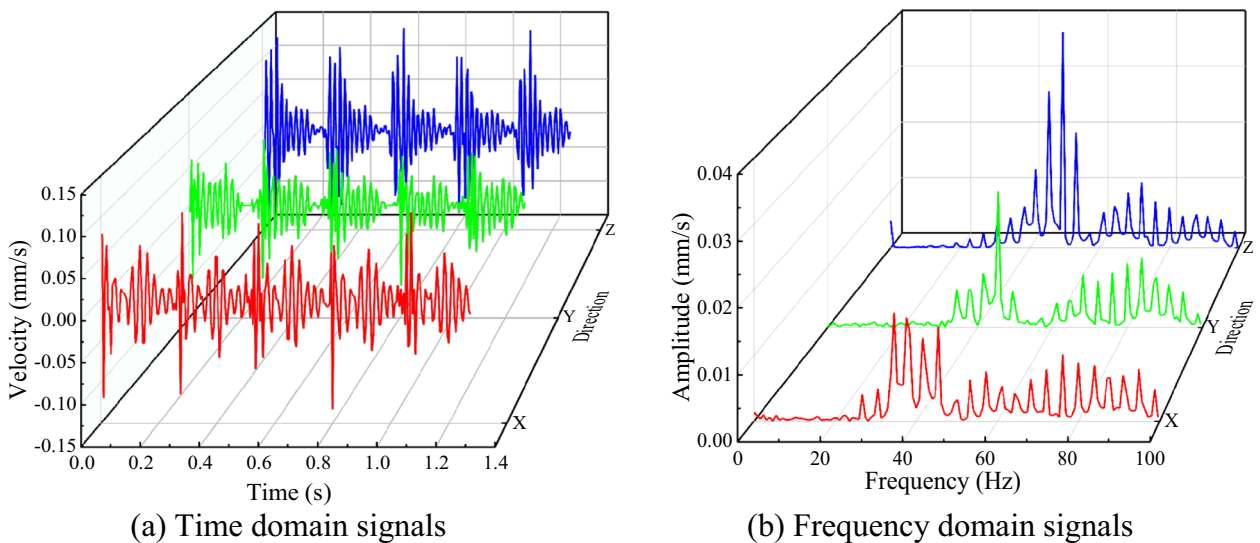 0.15
0.10
0.05
0.00
-0.05
-0.10
-0.15
Velocity (mm/s)
0.0 0.2 0.4 0.6 0.8 1.0 1.2 1.4
Time (s)
X
Y
Z
Direction
(a) Time domain signals
0.04
0.03
0.02
0.01
0.00
Amplitude (mm/s)
0 20 40 60 80 100
Frequency (Hz)
X
Y
Z
Direction
(b) Frequency domain signals